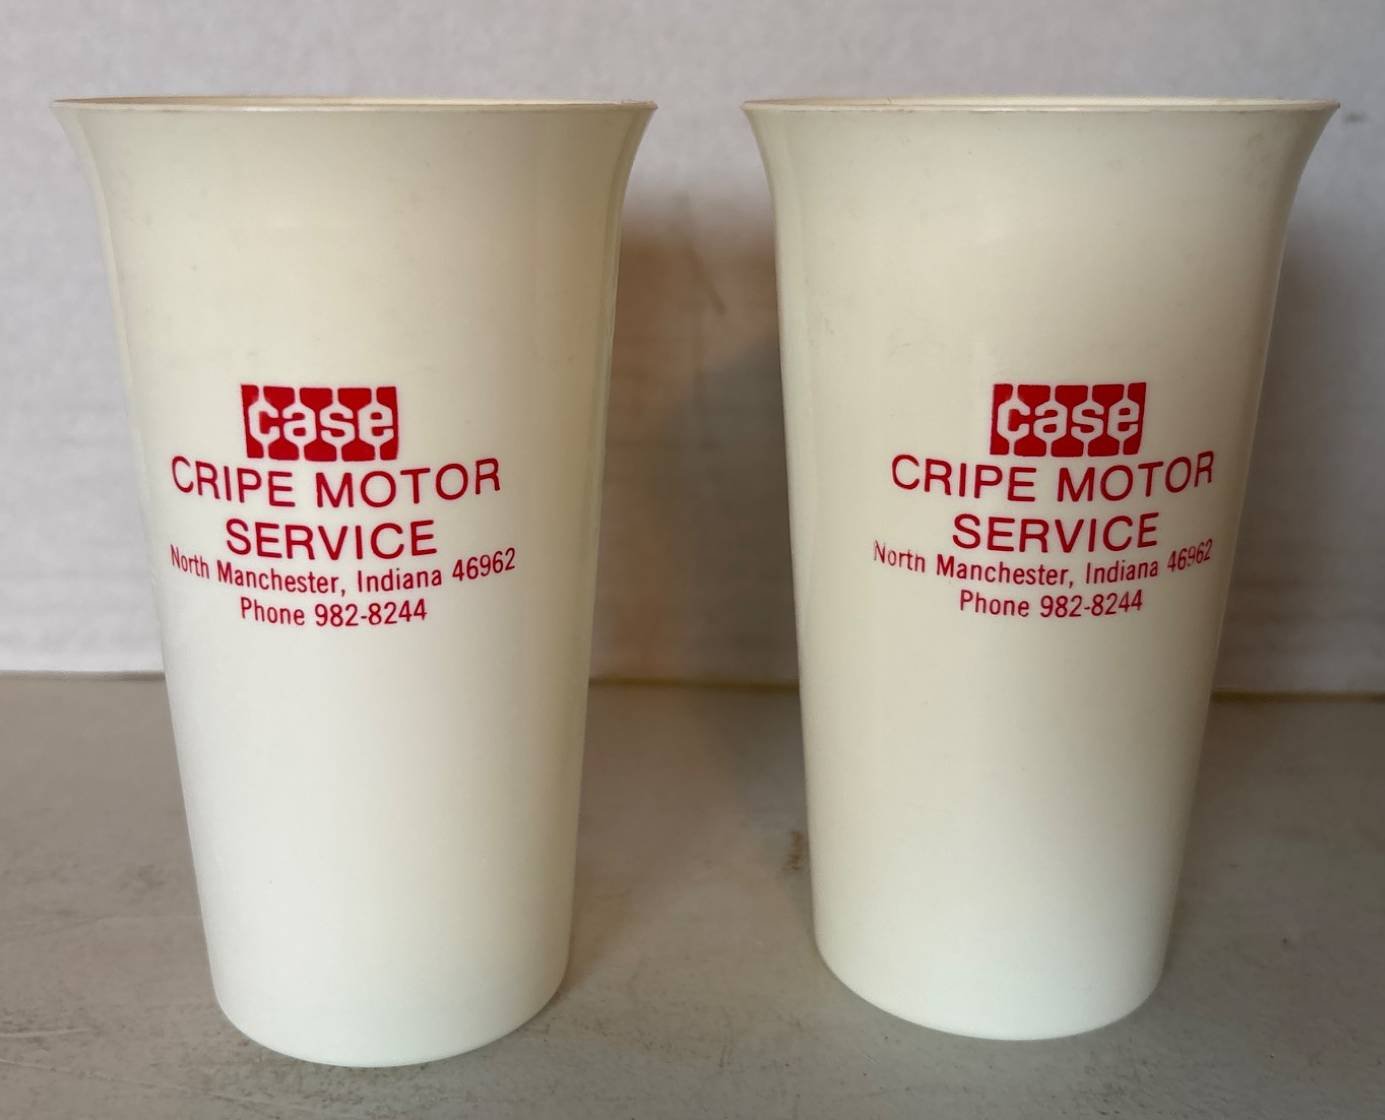 case
CRIPE MOTOR
SERVICE
North Manchester, Indiana 46962
Phone 982-8244
case
CRIPE MOTOR
SERVICE
North Manchester, Indiana 46962
Phone 982-8244